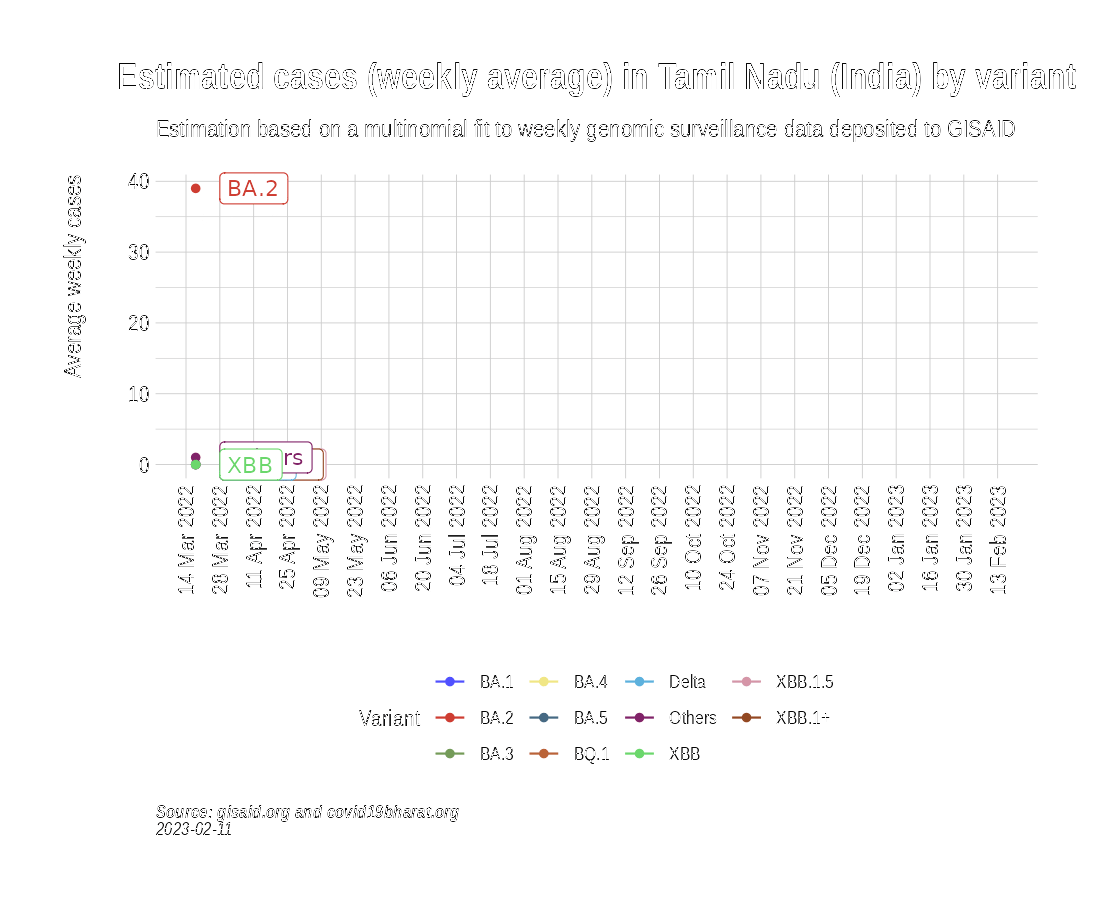 Estimated cases (weekly average) in Tamil Nadu (India) by variant
Estimation based on a multinomial fit to weekly genomic surveillance data deposited to GISAID
Average weekly cases
40
30
20
10
0
BA.2
XBB
rs
14 Mar 2022
28 Mar 2022
11 Apr 2022
25 Apr 2022
09 May 2022
23 May 2022
06 Jun 2022
20 Jun 2022
04 Jul 2022
18 Jul 2022
01 Aug 2022
15 Aug 2022
29 Aug 2022
12 Sep 2022
26 Sep 2022
10 Oct 2022
24 Oct 2022
07 Nov 2022
21 Nov 2022
05 Dec 2022
19 Dec 2022
02 Jan 2023
16 Jan 2023
30 Jan 2023
13 Feb 2023
Variant
BA.1
BA.2
BA.3
BA.4
BA.5
BQ.1
Delta
Others
XBB
XBB.1.5
XBB.1+
Source: gisaid.org and covid19bharat.org
2023-02-11